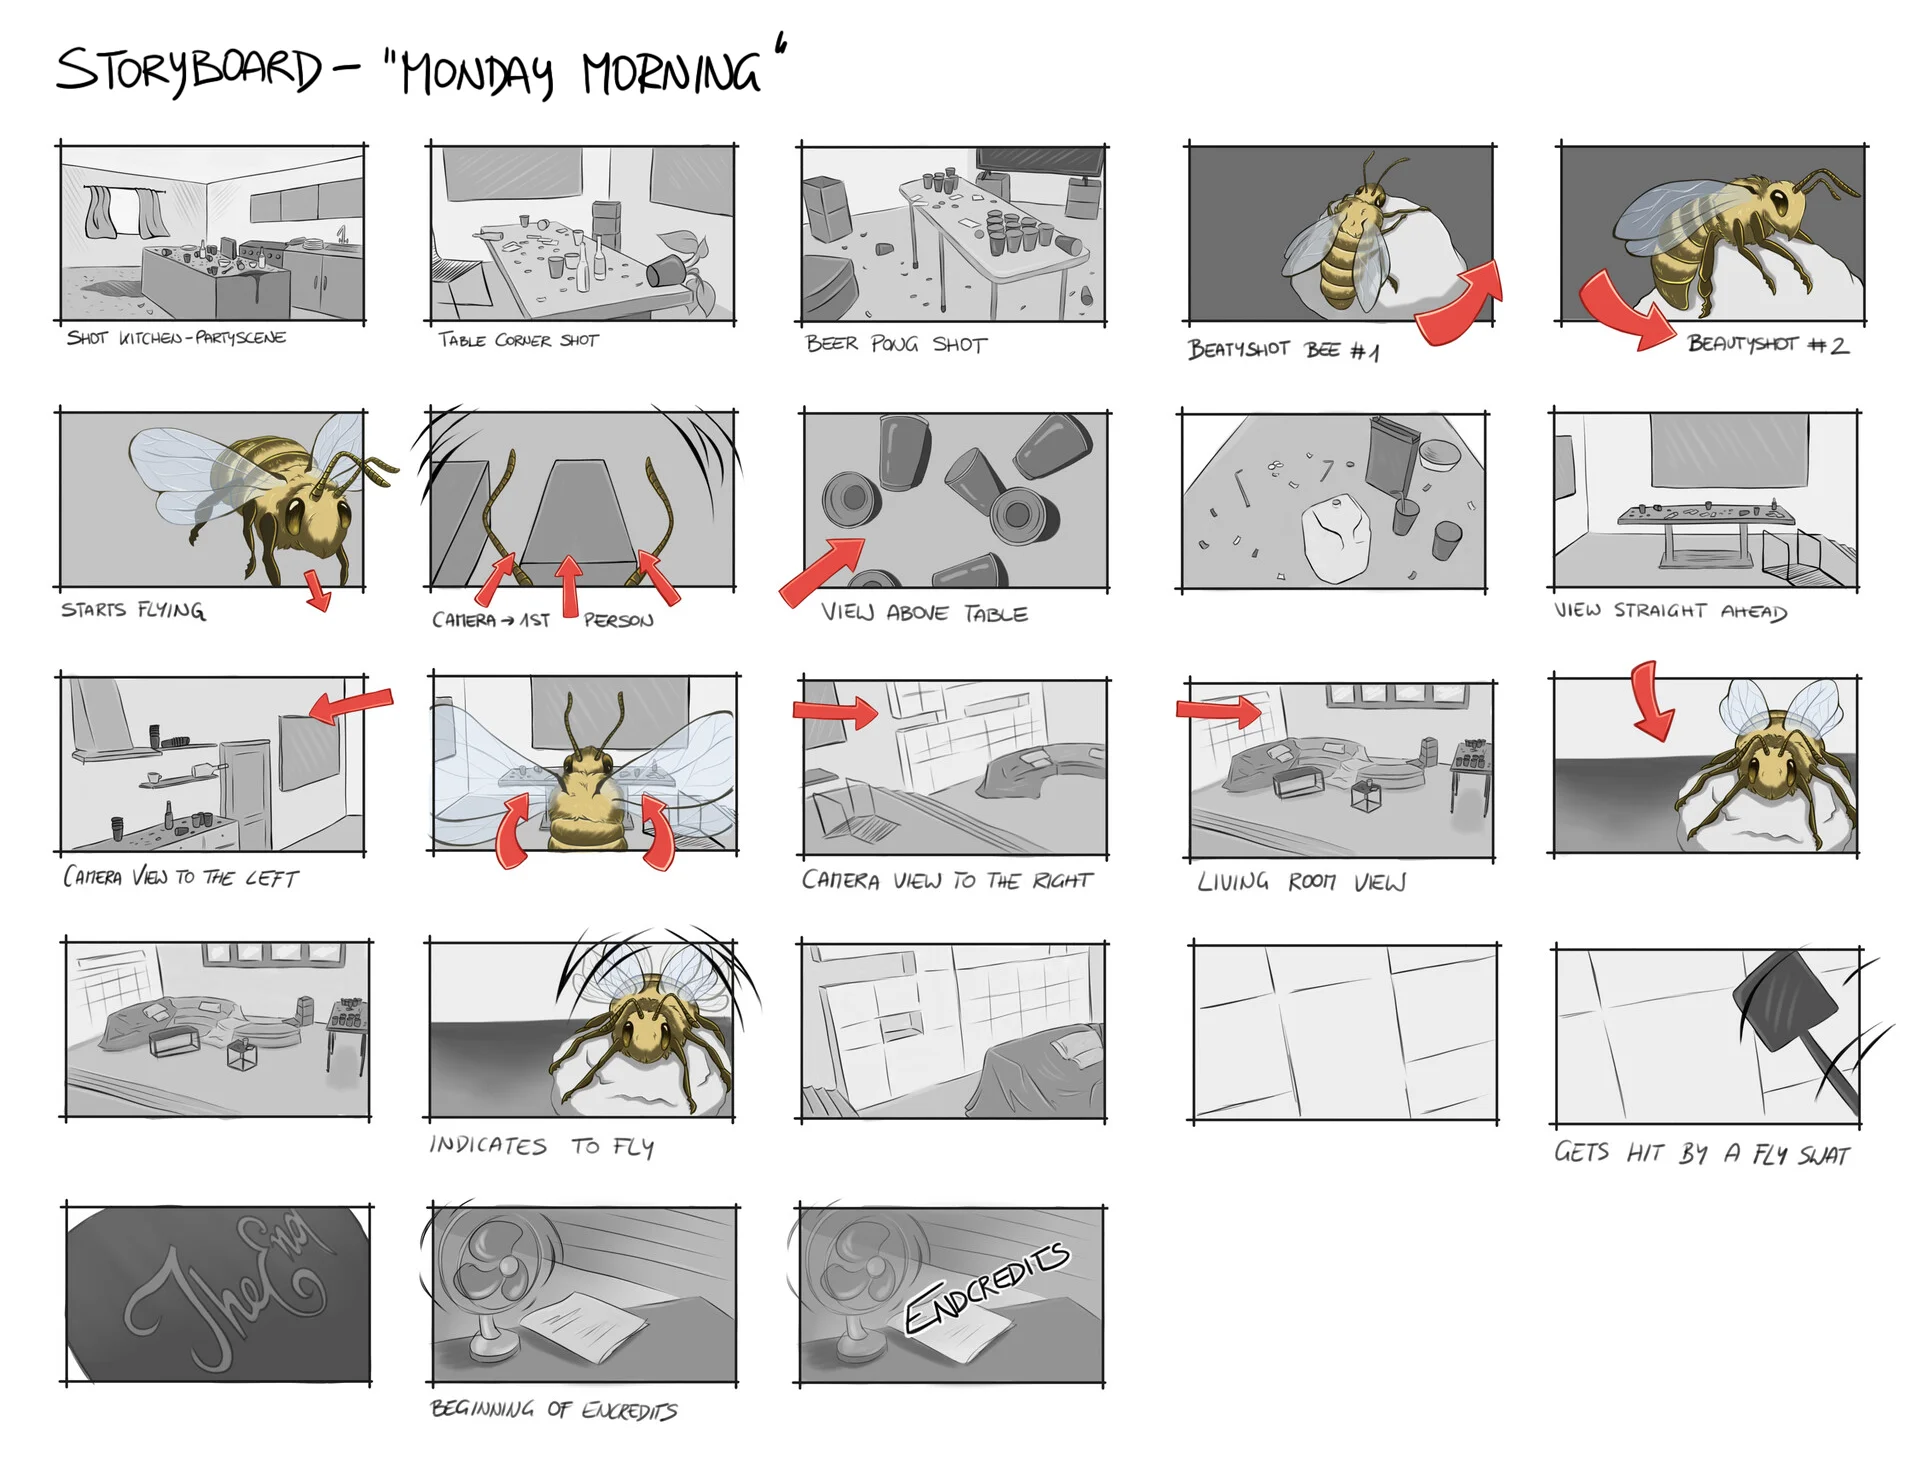 STORYBOARD - "MONDAY MORNING"
SHOT KITCHEN-PARTYSCENE
TABLE CORNER SHOT
BEER PONG SHOT
BEATYSHOT BEE #1
BEAUTYSHOT #2
STARTS FLYING
CAMERA → 1ST PERSON
VIEW ABOVE TABLE
VIEW STRAIGHT AHEAD
CAMERA VIEW TO THE LEFT
CAMERA VIEW TO THE RIGHT
LIVING ROOM VIEW
INDICATES TO FLY
GETS HIT BY A FLY SWAT
The End
ENDCREDITS
BEGINNING OF ENCREDITS